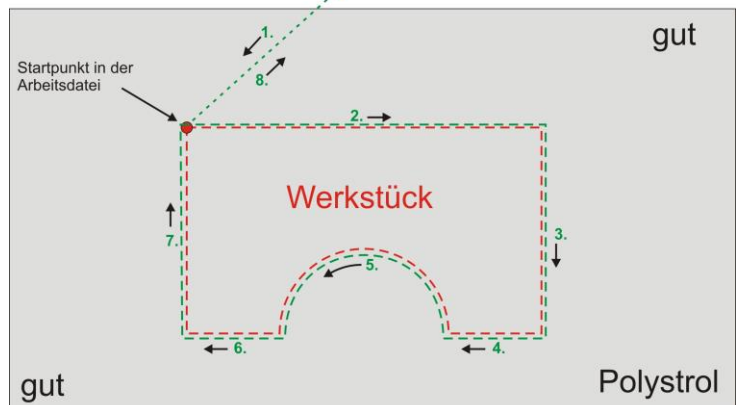 1.
gut
8.
Startpunkt in der
Arbeitsdatei
2.
Werkstück
7.
3.
5.
6.
4.
gut
Polystrol